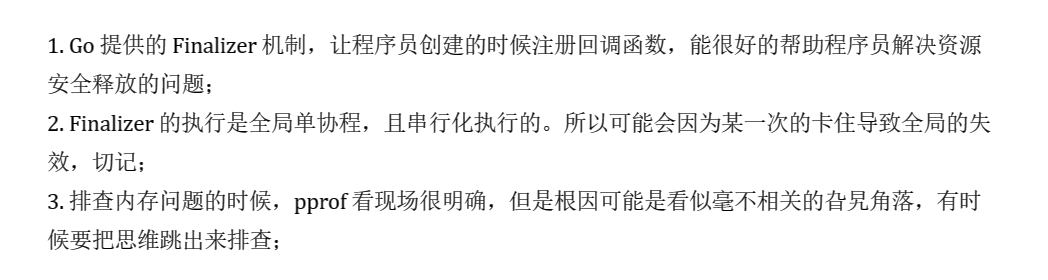 1. Go 提供的 Finalizer 机制，让程序员创建的时候注册回调函数，能很好的帮助程序员解决资源
安全释放的问题；
2. Finalizer 的执行是全局单协程，且串行化执行的。所以可能会因为某一次的卡住导致全局的失
效，切记；
3. 排查内存问题的时候，pprof 看现场很明确，但是根因可能是看似毫不相关的旮旯角落，有时
候要把思维跳出来排查；